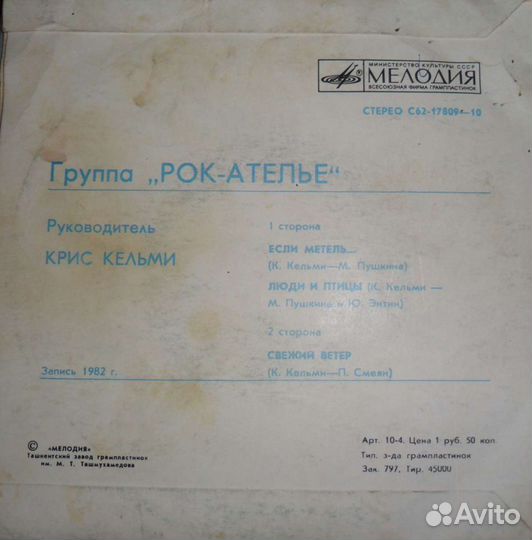 МИНИСТЕРСТВО КУЛЬТУРЫ СССР
МЕЛОДИЯ
ВСЕСОЮЗНАЯ ФИРМА ГРАМПЛАСТИНОК
СТЕРЕО С62-17809-10
Группа „РОК-АТЕЛЬЕ“
Руководитель
КРИС КЕЛЬМИ
Запись 1982 г.
1 сторона
ЕСЛИ МЕТЕЛЬ...
(К. Кельми—М. Пушкина)
ЛЮДИ И ПТИЦЫ (К. Кельми —
М. Пушкина и Ю. Энтин)
2 сторона
СВЕЖИЙ ВЕТЕР
(К. Кельми—П. Смеян)
© «МЕЛОДИЯ»
Ташкентский завод грампластинок
им. М. Т. Ташмухамедова
Арт. 10-4. Цена 1 руб. 50 коп.
Тип. з-да грампластинок
Зак. 797, Тир. 45000
Avito